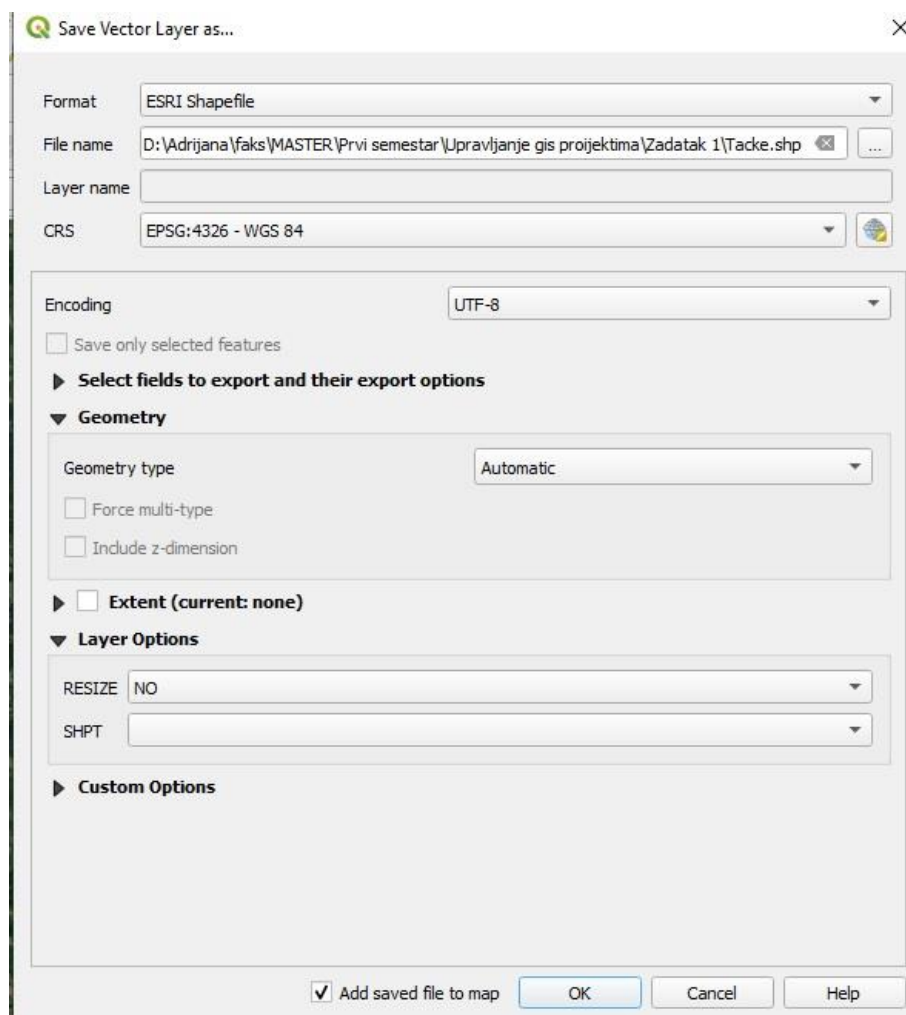 Save Vector Layer as...
Format ESRI Shapefile
File name D:\Adrijana\faks\MASTER\Prvi semestar\Upravljanje gis proijektima\Zadatak 1\Tacke.shp ...
Layer name
CRS EPSG:4326 - WGS 84
Encoding UTF-8
Save only selected features
Select fields to export and their export options
Geometry
Geometry type Automatic
Force multi-type
Include z-dimension
Extent (current: none)
Layer Options
RESIZE NO
SHPT
Custom Options
Add saved file to map OK Cancel Help